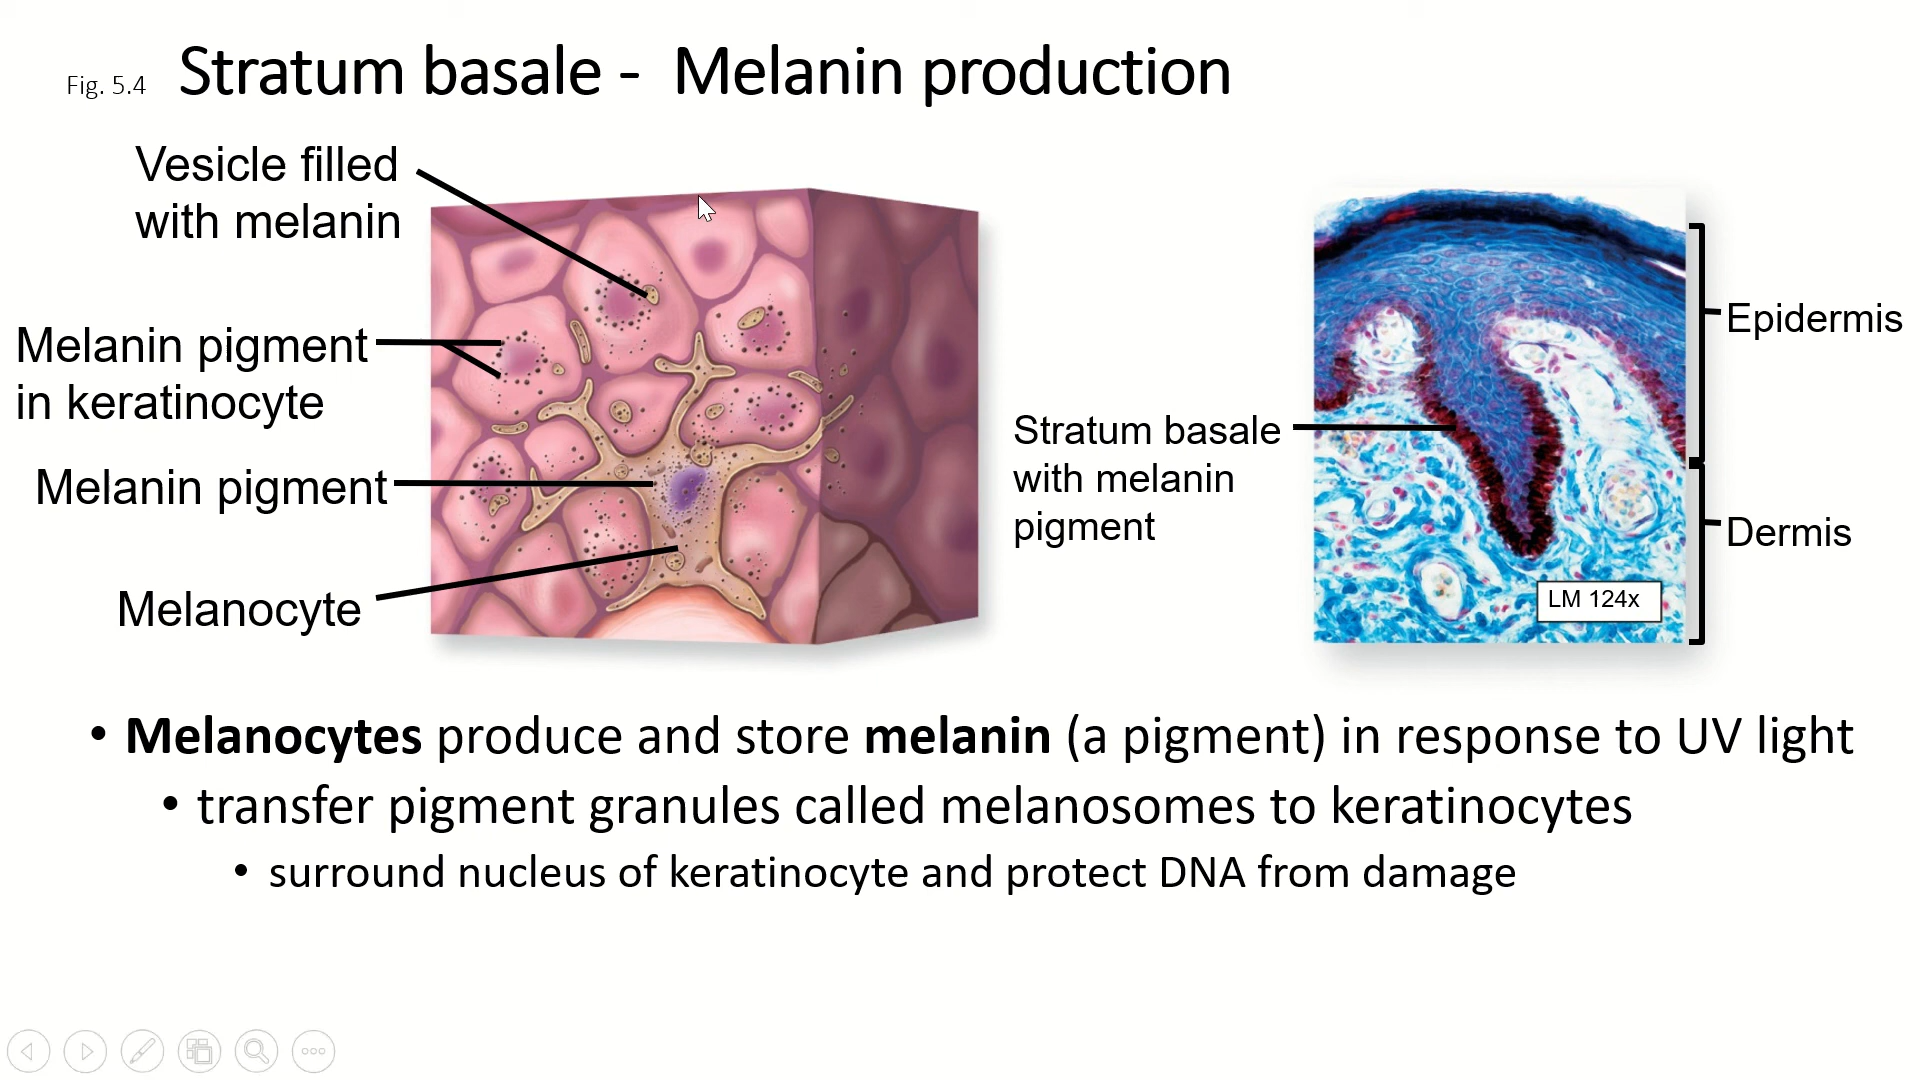 Fig. 5.4 Stratum basale - Melanin production
Vesicle filled
with melanin
Melanin pigment
in keratinocyte
Melanin pigment
Melanocyte
Stratum basale
with melanin
pigment
Epidermis
Dermis
LM 124x
• Melanocytes produce and store melanin (a pigment) in response to UV light
• transfer pigment granules called melanosomes to keratinocytes
• surround nucleus of keratinocyte and protect DNA from damage